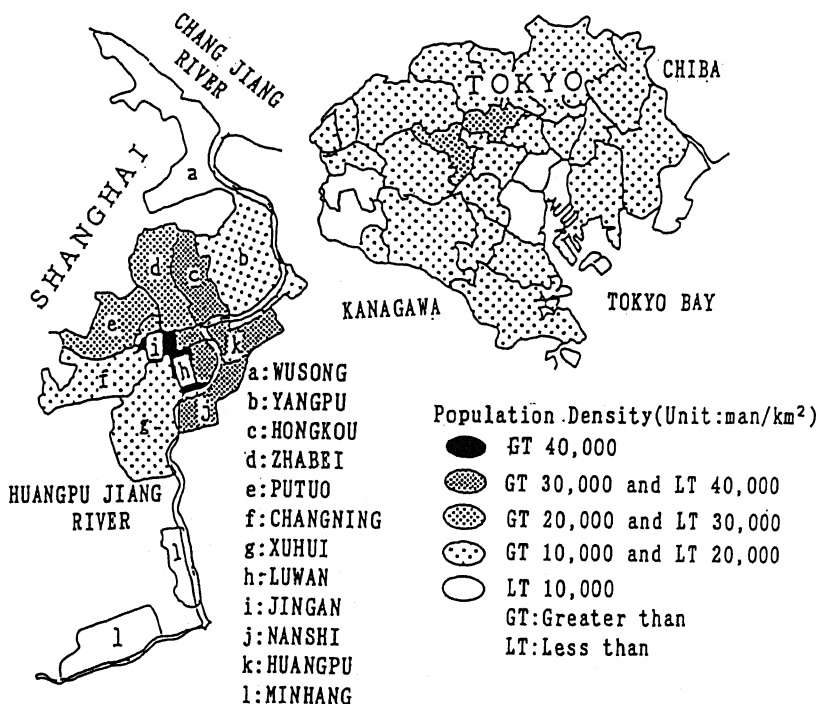 CHANG JIANG
RIVER
SHANGHAI
a
b
c
d
e
f
g
h
i
j
k
l
l
HUANGPU JIANG
RIVER
TOKYO
CHIBA
KANAGAWA
TOKYO BAY
a:WUSONG
b:YANGPU
c:HONGKOU
d:ZHABEI
e:PUTUO
f:CHANGNING
g:XUHUI
h:LUWAN
i:JINGAN
j:NANSHI
k:HUANGPU
l:MINHANG
Population Density(Unit:man/km²)
GT 40,000
GT 30,000 and LT 40,000
GT 20,000 and LT 30,000
GT 10,000 and LT 20,000
LT 10,000
GT:Greater than
LT:Less than